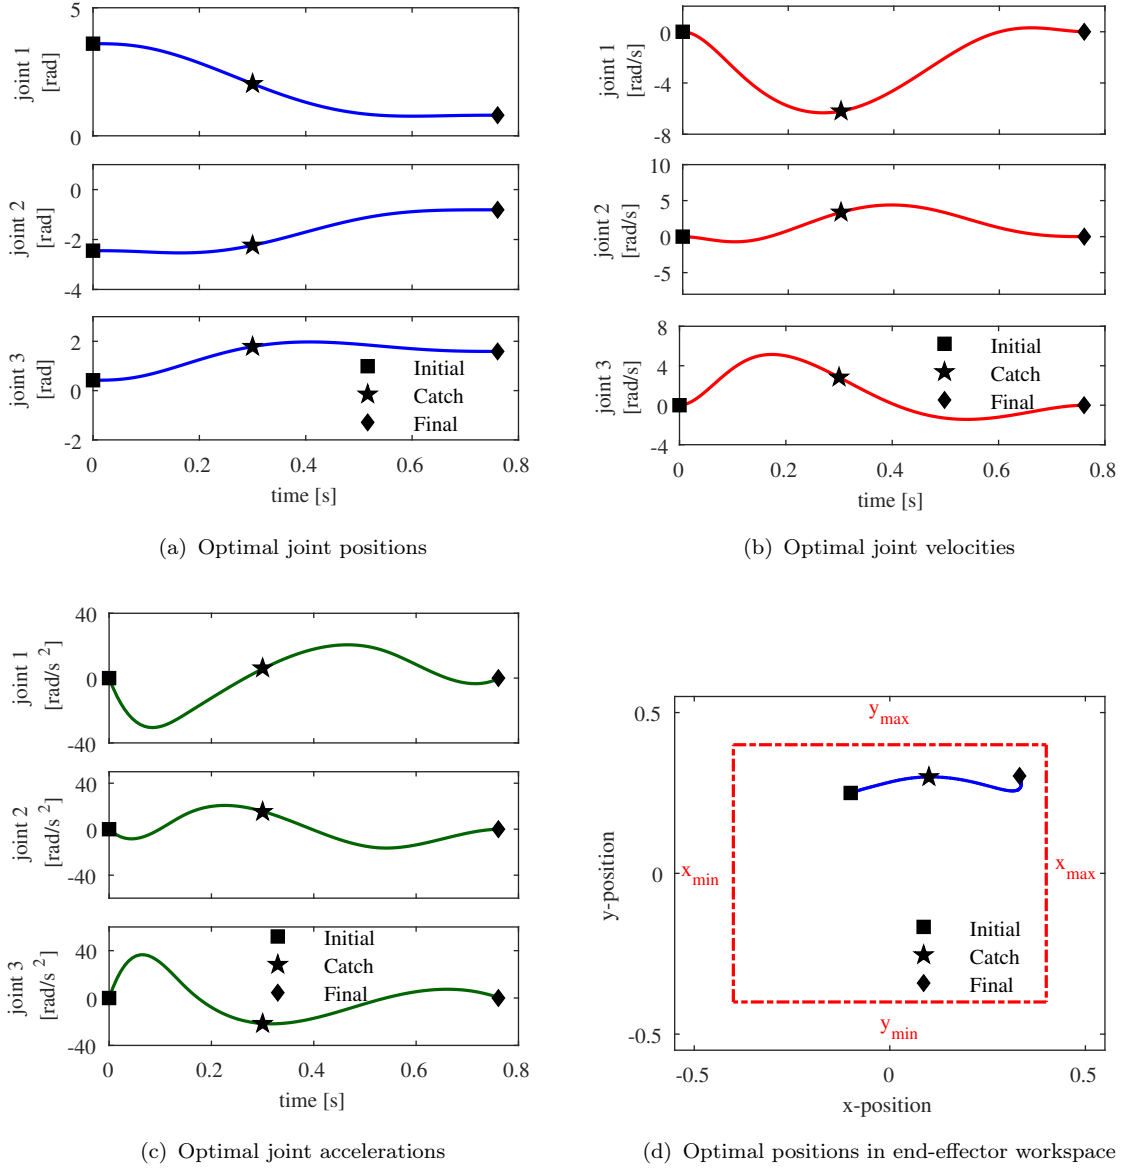 5
0
joint 1
[rad]
0
-2
-4
joint 2
[rad]
2
0
-2
joint 3
[rad]
Initial
Catch
Final
0
0.2
0.4
0.6
0.8
time [s]
(a) Optimal joint positions
0
-4
-8
joint 1
[rad/s]
10
5
0
-5
joint 2
[rad/s]
8
4
0
-4
joint 3
[rad/s]
Initial
Catch
Final
0
0.2
0.4
0.6
0.8
time [s]
(b) Optimal joint velocities
40
0
-40
joint 1
[rad/s 2]
40
0
-40
joint 2
[rad/s 2]
40
0
-40
joint 3
[rad/s 2]
Initial
Catch
Final
0
0.2
0.4
0.6
0.8
time [s]
(c) Optimal joint accelerations
0.5
0
-0.5
y-position
ymax
xmin
xmax
ymin
Initial
Catch
Final
-0.5
0
0.5
x-position
(d) Optimal positions in end-effector workspace